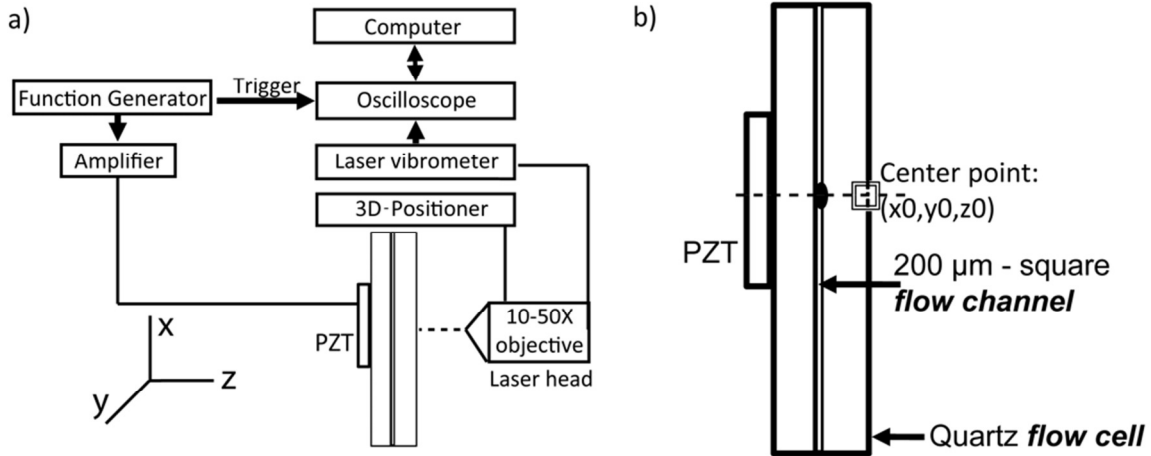 a)
Computer
Function Generator
Trigger
Oscilloscope
Amplifier
Laser vibrometer
3D-Positioner
PZT
10-50X
objective
Laser head
x
y
z
b)
Center point:
(x0,y0,z0)
PZT
200 µm - square
flow channel
Quartz flow cell